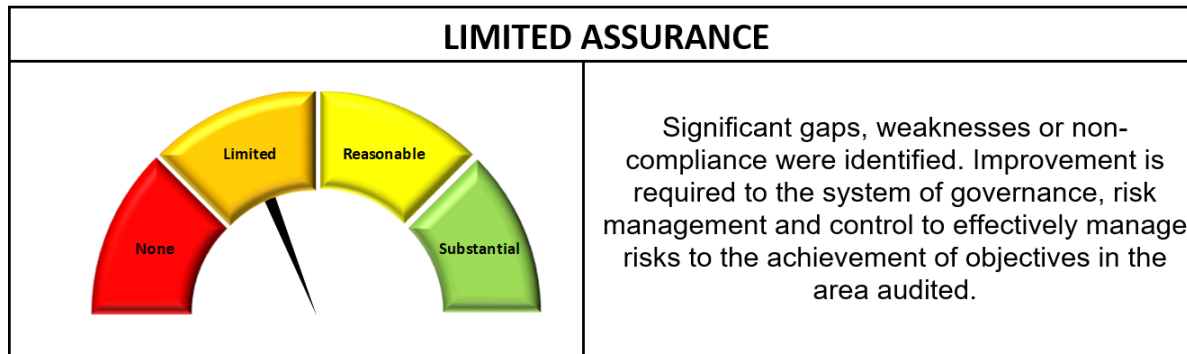 LIMITED ASSURANCE
Limited
Reasonable
None
Substantial
Significant gaps, weaknesses or non-
compliance were identified. Improvement is
required to the system of governance, risk
management and control to effectively manage
risks to the achievement of objectives in the
area audited.